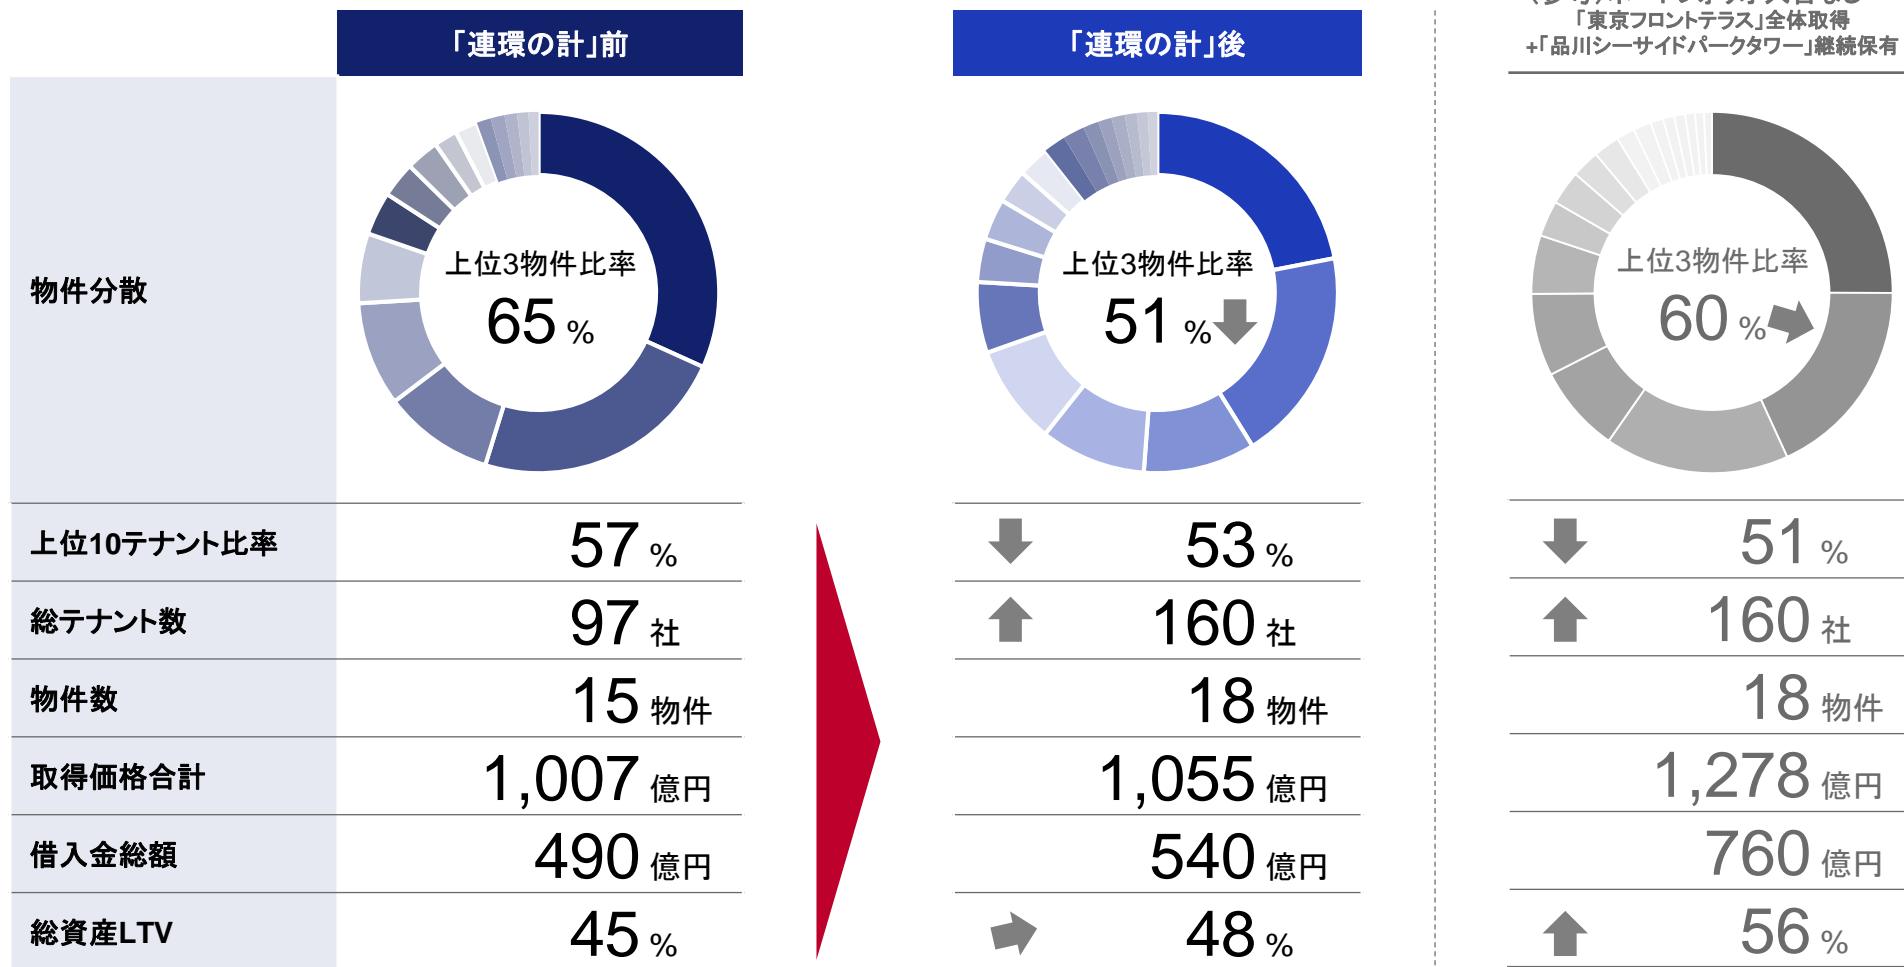 「連環の計」前
「連環の計」後
「東京フロントテラス」全体取得
+「品川シーサイドパークタワー」継続保有
物件分散
上位3物件比率
65 %
上位3物件比率
51 %
上位3物件比率
60 %
上位10テナント比率 57 % 53 % 51 %
総テナント数 97 社 160 社 160 社
物件数 15 物件 18 物件 18 物件
取得価格合計 1,007 億円 1,055 億円 1,278 億円
借入金総額 490 億円 540 億円 760 億円
総資産LTV 45 % 48 % 56 %